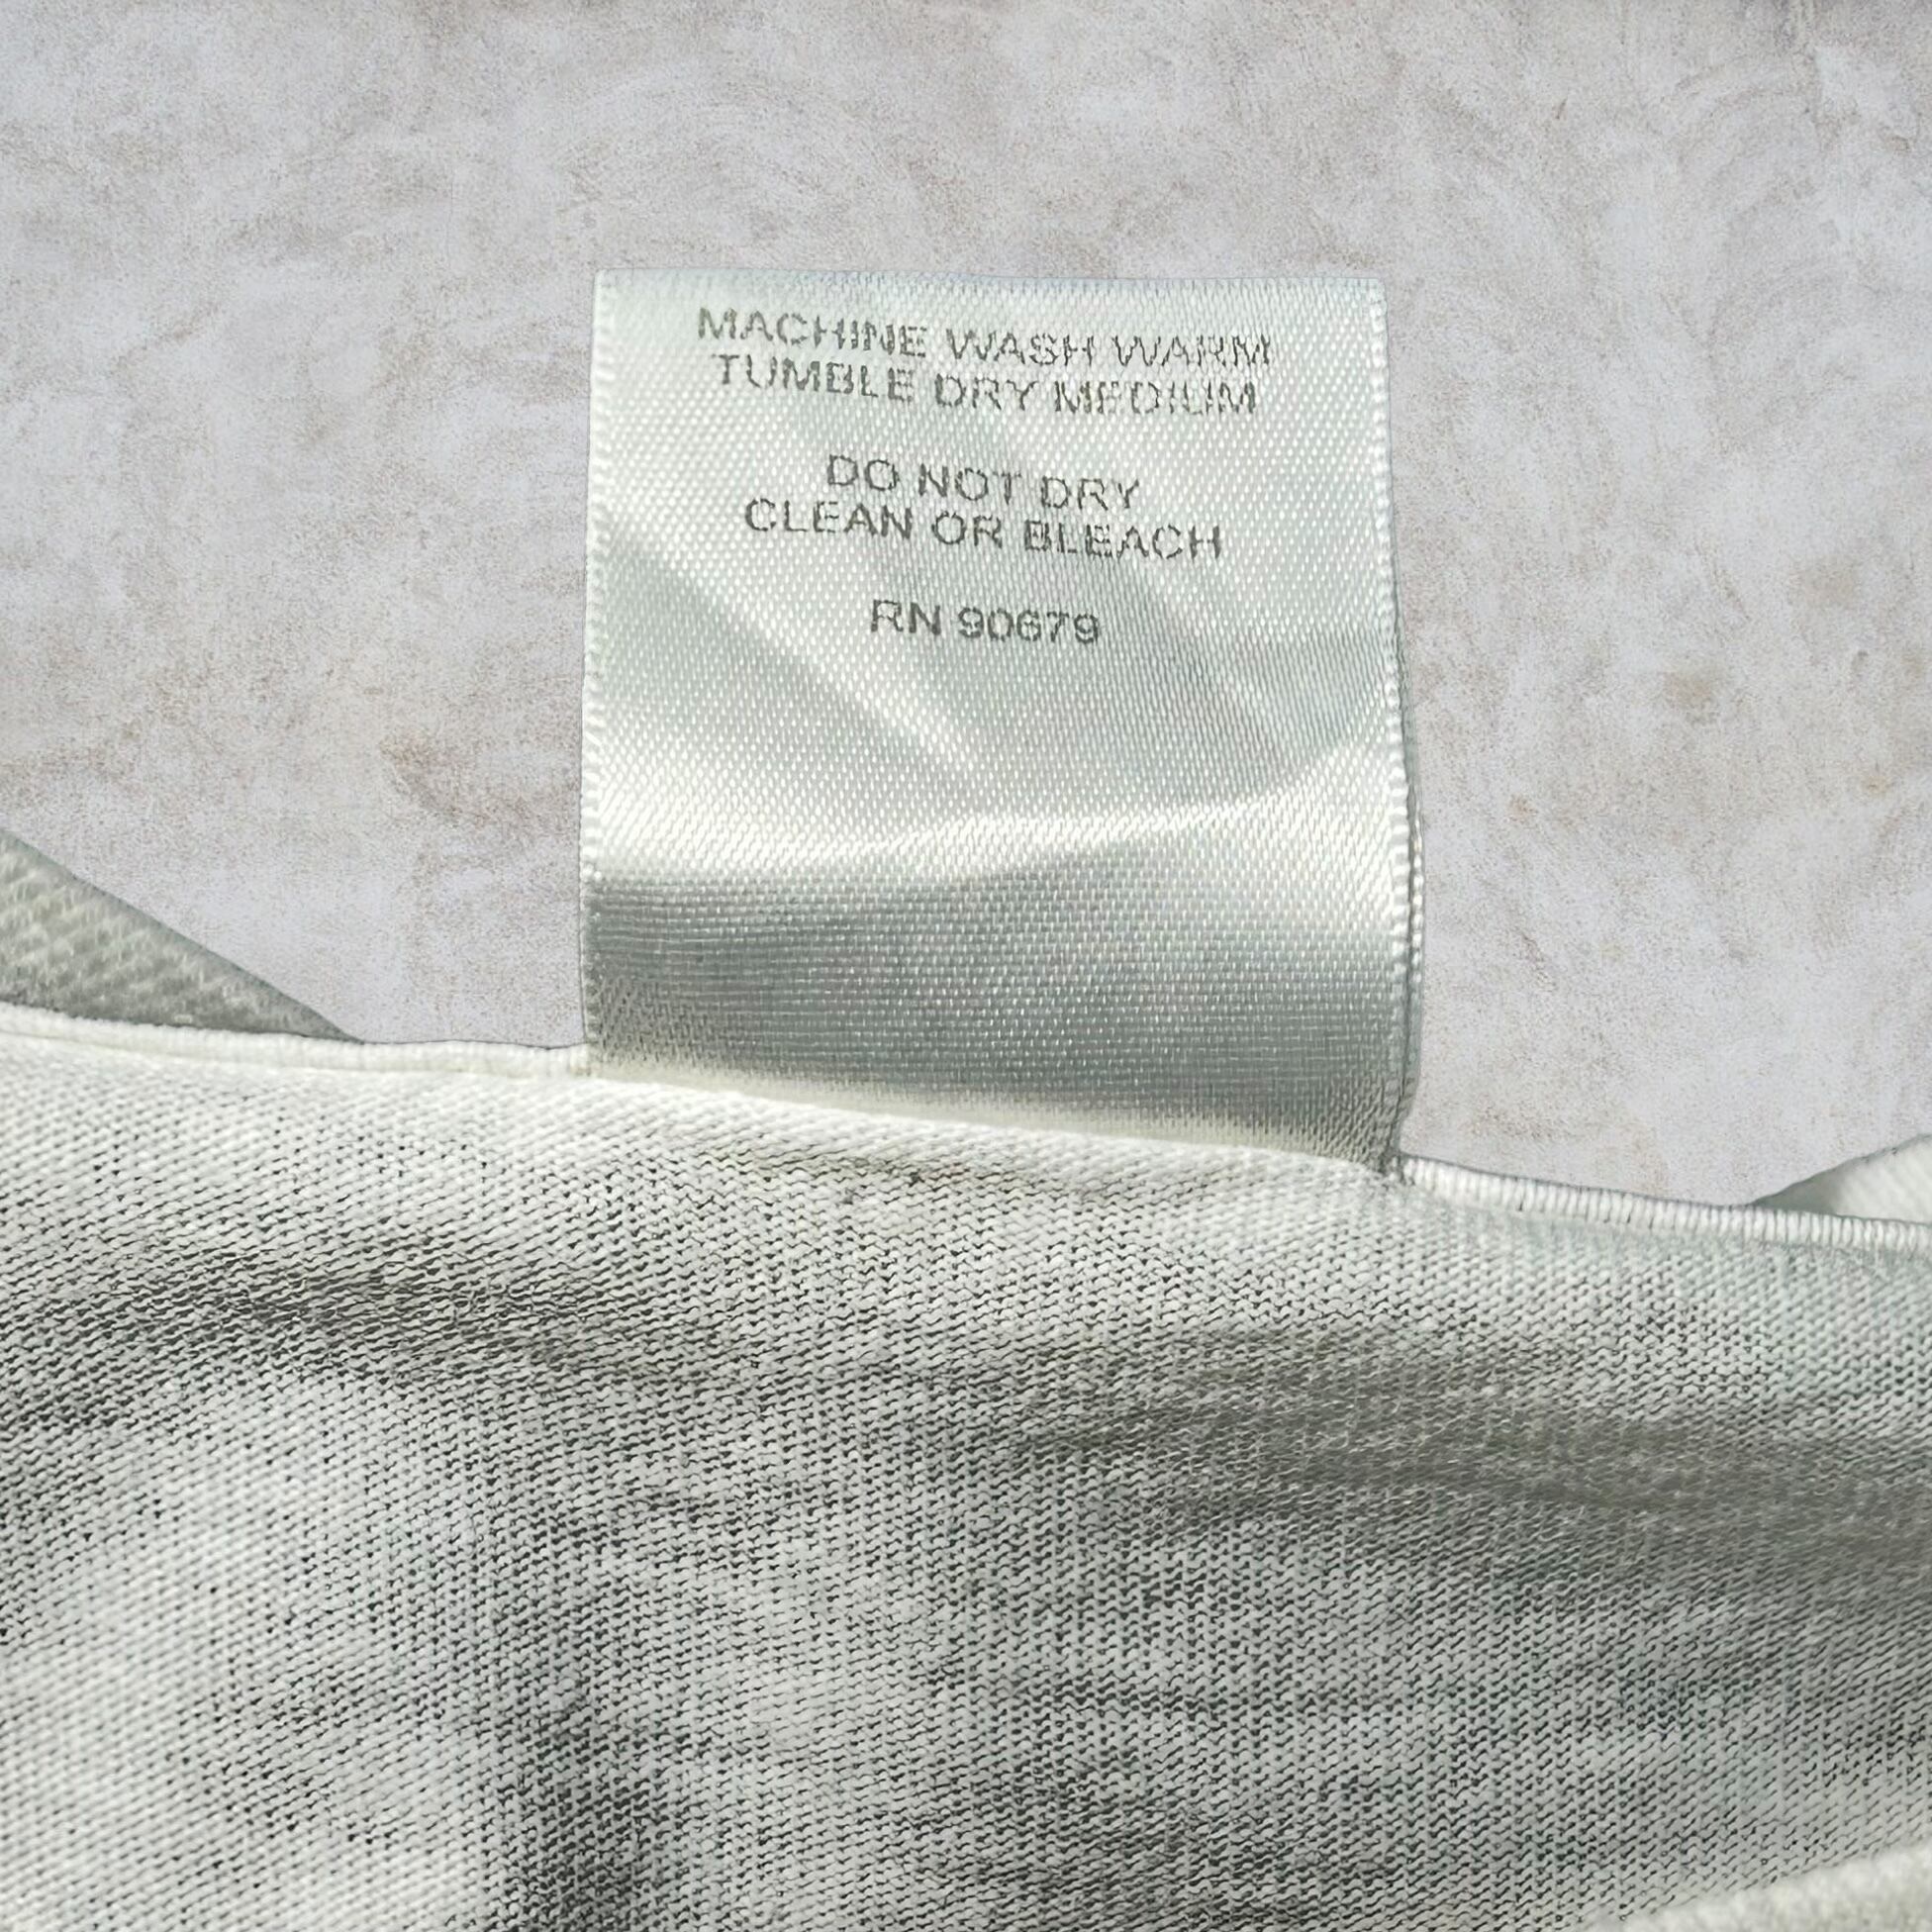 MACHINE WASH WARM
TUMBLE DRY MEDIUM
DO NOT DRY
CLEAN OR BLEACH
RN 90679